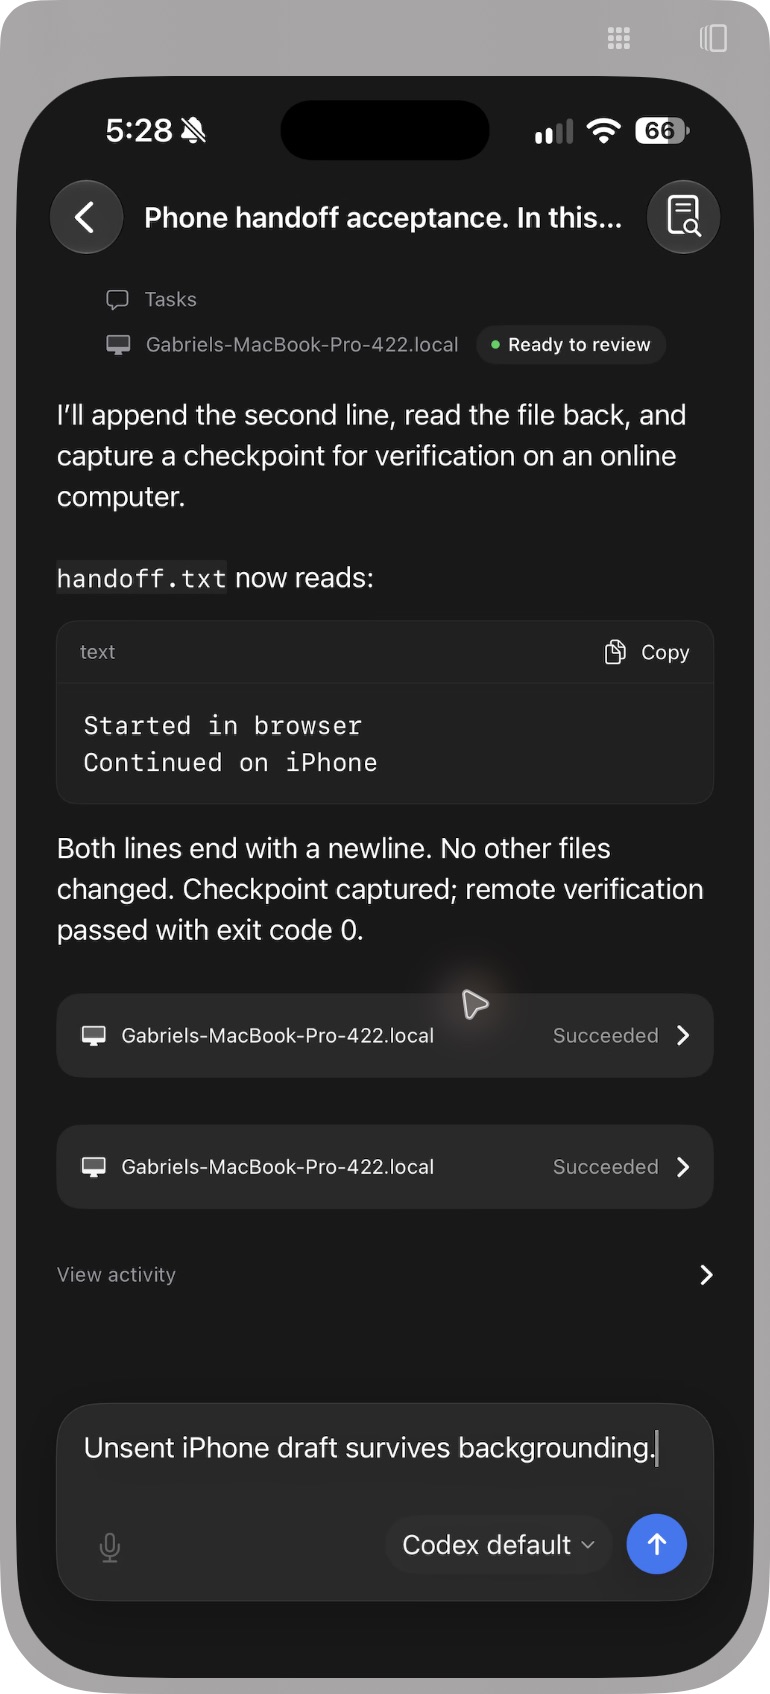 5:28
66
Phone handoff acceptance. In this...
Tasks
Gabriels-MacBook-Pro-422.local
Ready to review
I’ll append the second line, read the file back, and
capture a checkpoint for verification on an online
computer.
handoff.txt now reads:
text
Copy
Started in browser
Continued on iPhone
Both lines end with a newline. No other files
changed. Checkpoint captured; remote verification
passed with exit code 0.
Gabriels-MacBook-Pro-422.local
Succeeded
Gabriels-MacBook-Pro-422.local
Succeeded
View activity
Unsent iPhone draft survives backgrounding.
Codex default